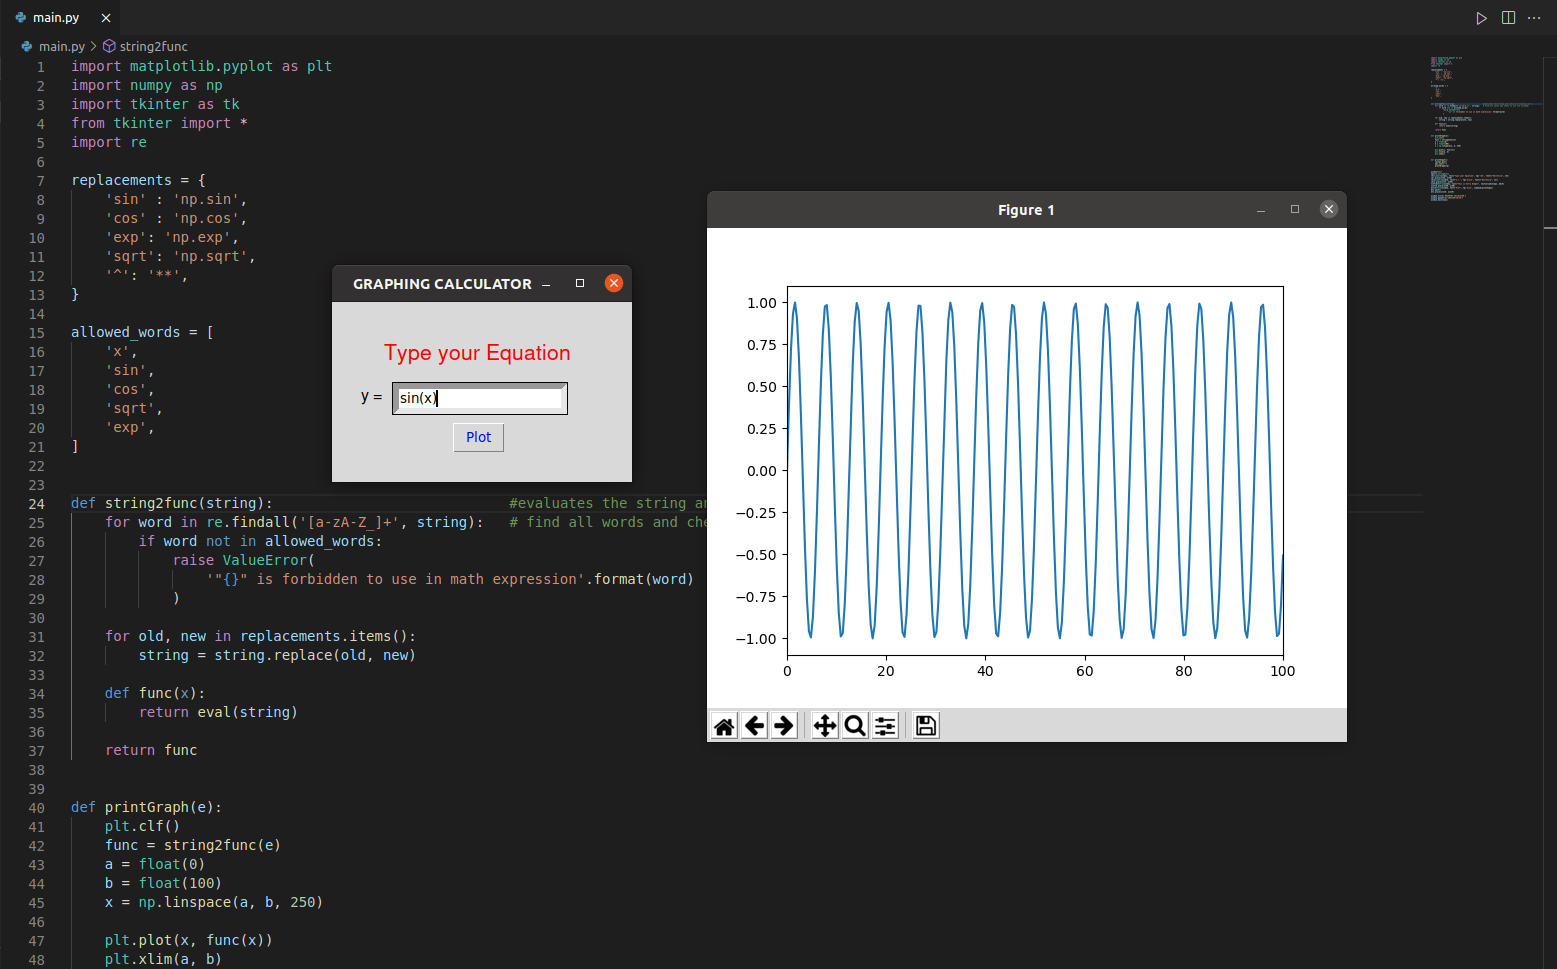 main.py
main.py > string2func
1 import matplotlib.pyplot as plt
2 import numpy as np
3 import tkinter as tk
4 from tkinter import *
5 import re
6
7 replacements = {
8 'sin' : 'np.sin',
9 'cos' : 'np.cos',
10 'exp': 'np.exp',
11 'sqrt': 'np.sqrt',
12 '^': '**',
13 }
14
15 allowed_words = [
16 'x',
17 'sin',
18 'cos',
19 'sqrt',
20 'exp',
21 ]
22
23
24 def string2func(string): #evaluates the string
25 for word in re.findall('[a-zA-Z_]+', string): # find all words and
26 if word not in allowed_words:
27 raise ValueError(
28 '"{}" is forbidden to use in math expression'.format(word)
29 )
30
31 for old, new in replacements.items():
32 string = string.replace(old, new)
33
34 def func(x):
35 return eval(string)
36
37 return func
38
39
40 def printGraph(e):
41 plt.clf()
42 func = string2func(e)
43 a = float(0)
44 b = float(100)
45 x = np.linspace(a, b, 250)
46
47 plt.plot(x, func(x))
48 plt.xlim(a, b)
GRAPHING CALCULATOR
Type your Equation
y = sin(x)
Plot
Figure 1
1.00
0.75
0.50
0.25
0.00
−0.25
−0.50
−0.75
−1.00
0 20 40 60 80 100